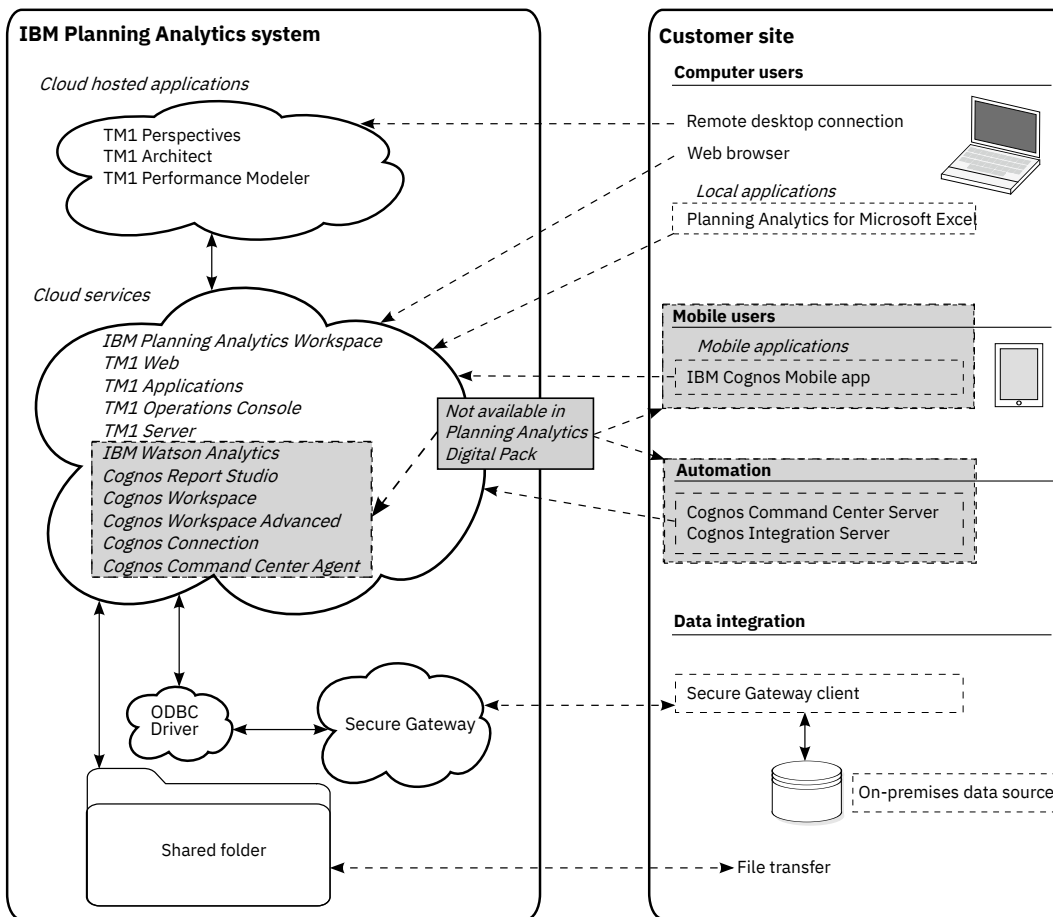 IBM Planning Analytics system
Cloud hosted applications
TM1 Perspectives
TM1 Architect
TM1 Performance Modeler
Cloud services
IBM Planning Analytics Workspace
TM1 Web
TM1 Applications
TM1 Operations Console
TM1 Server
IBM Watson Analytics
Cognos Report Studio
Cognos Workspace
Cognos Workspace Advanced
Cognos Connection
Cognos Command Center Agent
Not available in
Planning Analytics
Digital Pack
ODBC
Driver
Secure Gateway
Shared folder
Customer site
Computer users
Remote desktop connection
Web browser
Local applications
Planning Analytics for Microsoft Excel
Mobile users
Mobile applications
IBM Cognos Mobile app
Automation
Cognos Command Center Server
Cognos Integration Server
Data integration
Secure Gateway client
On-premises data source
File transfer